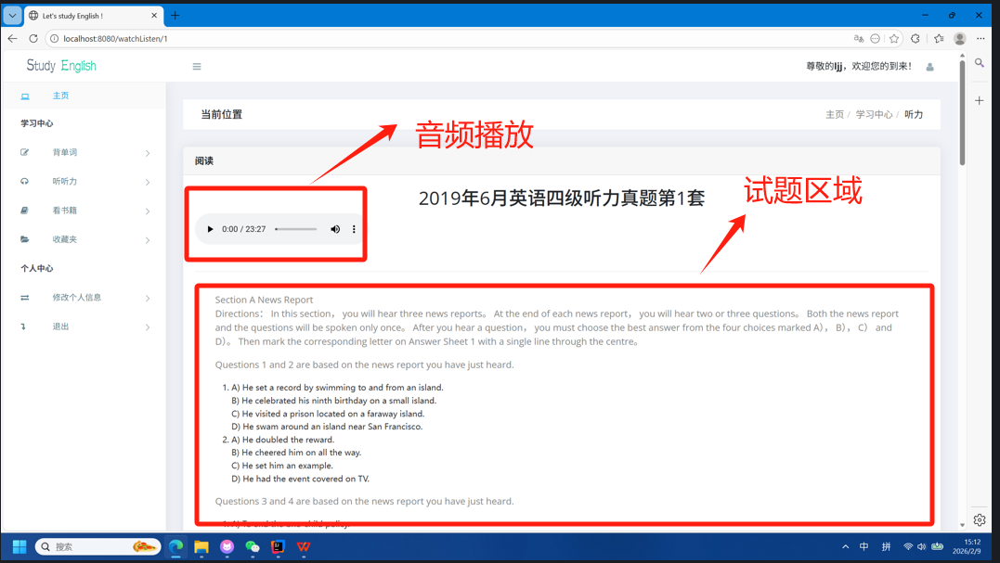 Let's study English !
localhost:8080/watchListen/1
Study English
尊敬的ljj，欢迎您的到来！
主页
学习中心
背单词
听听力
看书籍
收藏夹
个人中心
修改个人信息
退出
当前位置
主页 / 学习中心 / 听力
音频播放
阅读
2019年6月英语四级听力真题第1套
试题区域
0:00 / 23:27
Section A News Report
Directions： In this section， you will hear three news reports。 At the end of each news report， you will hear two or three questions。 Both the news report
and the questions will be spoken only once。 After you hear a question， you must choose the best answer from the four choices marked A）， B）， C） and
D）。 Then mark the corresponding letter on Answer Sheet 1 with a single line through the centre。
Questions 1 and 2 are based on the news report you have just heard.
1. A) He set a record by swimming to and from an island.
B) He celebrated his ninth birthday on a small island.
C) He visited a prison located on a faraway island.
D) He swam around an island near San Francisco.
2. A) He doubled the reward.
B) He cheered him on all the way.
C) He set him an example.
D) He had the event covered on TV.
Questions 3 and 4 are based on the news report you have just heard.
1. A) To end the one-child policy.
搜索
中
拼
15:12
2026/2/9